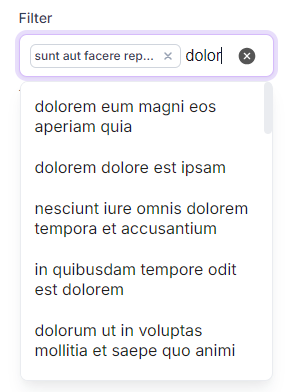 Filter
sunt aut facere rep... dolor
dolorem eum magni eos
aperiam quia
dolorem dolore est ipsam
nesciunt iure omnis dolorem
tempora et accusantium
in quibusdam tempore odit
est dolorem
dolorum ut in voluptas
mollitia et saepe quo animi